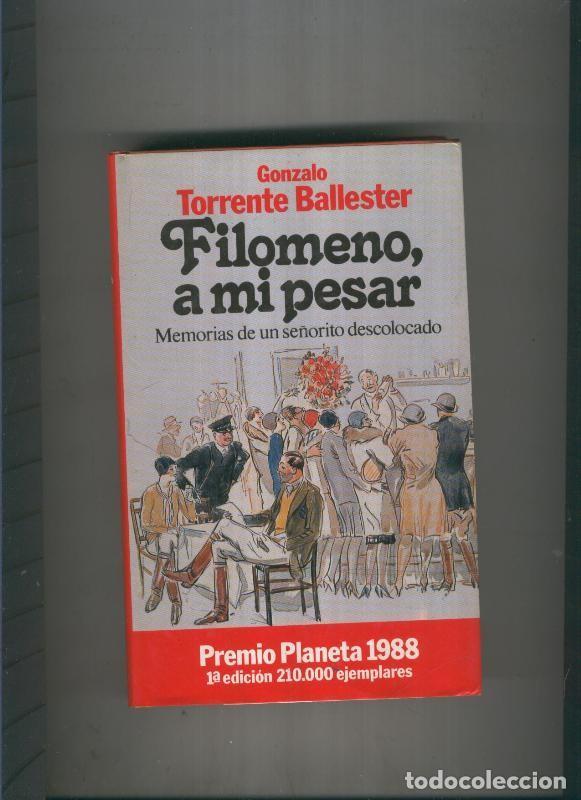 Gonzalo
Torrente Ballester
Filomeno,
a mi pesar
Memorias de un señorito descolocado
Premio Planeta 1988
1ª edición 210.000 ejemplares
todocoleccion